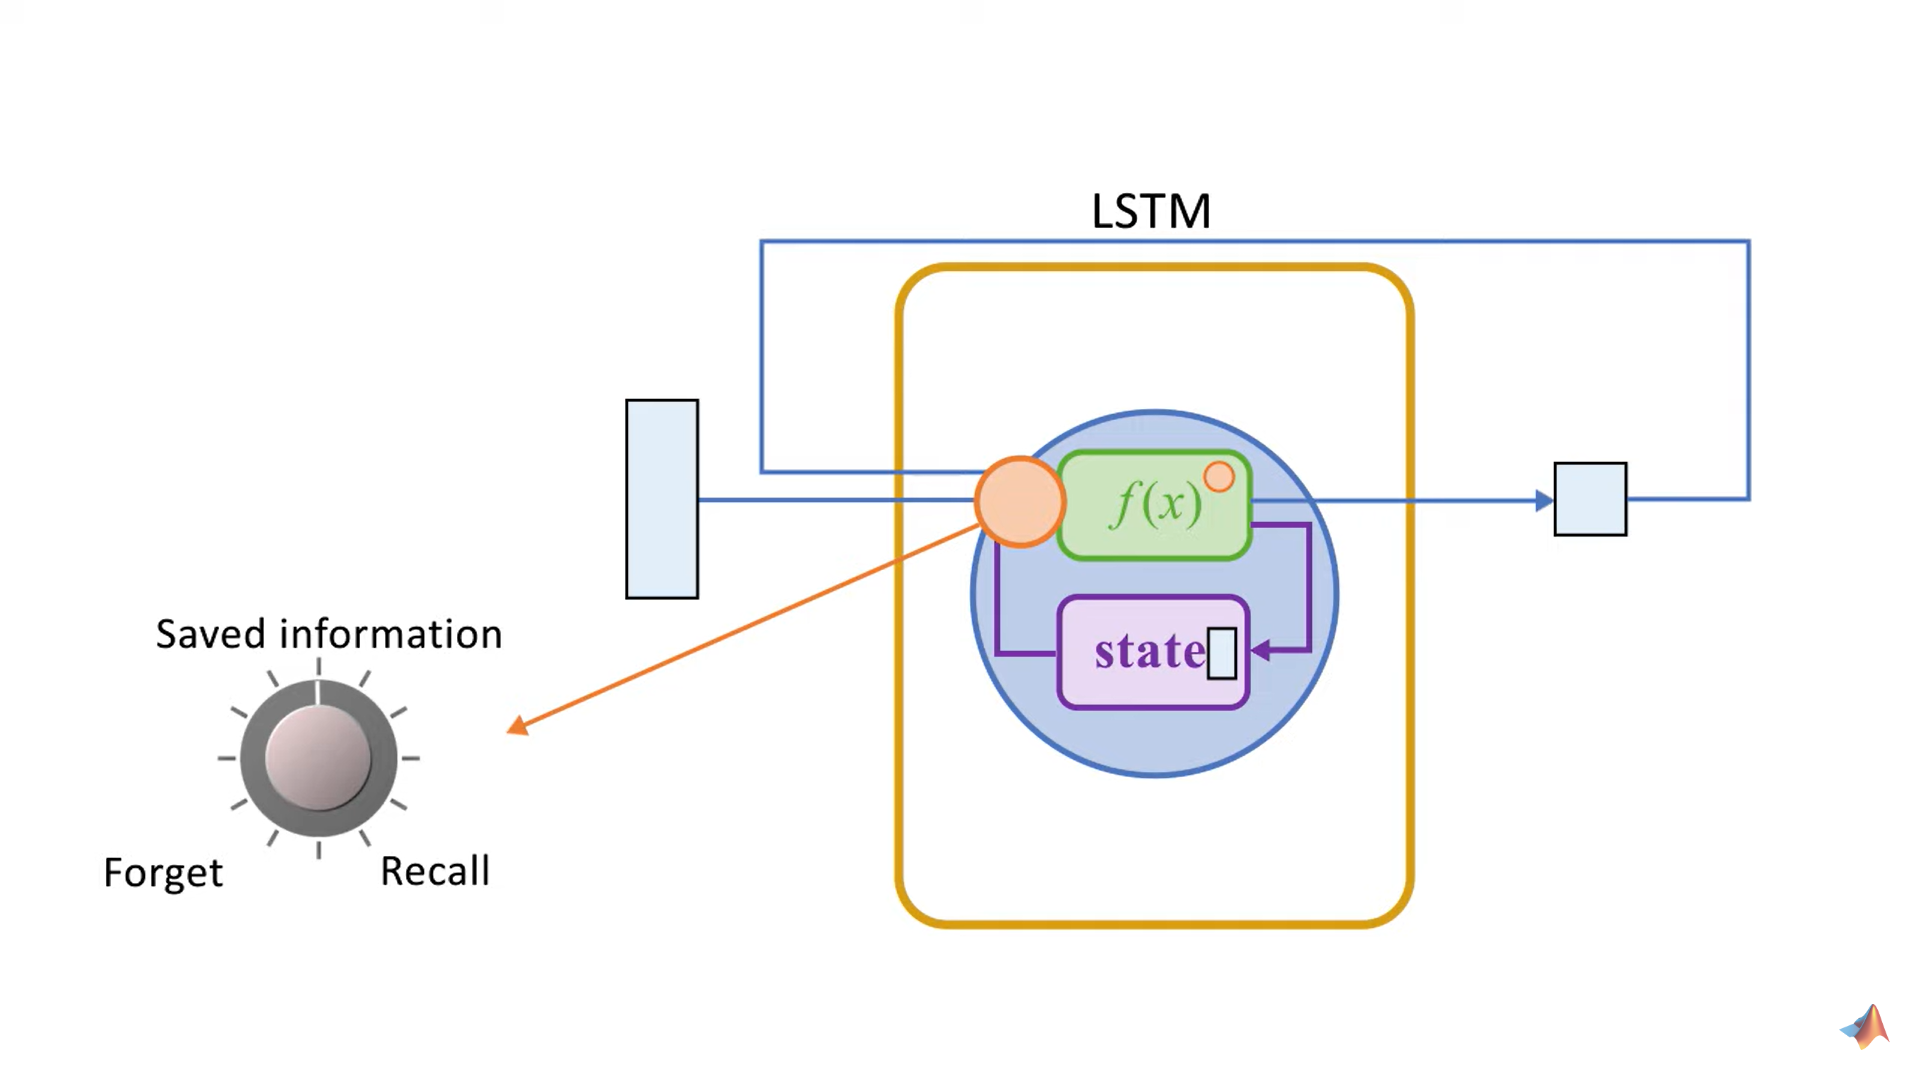 LSTM
f(x)
state
Saved information
Forget
Recall